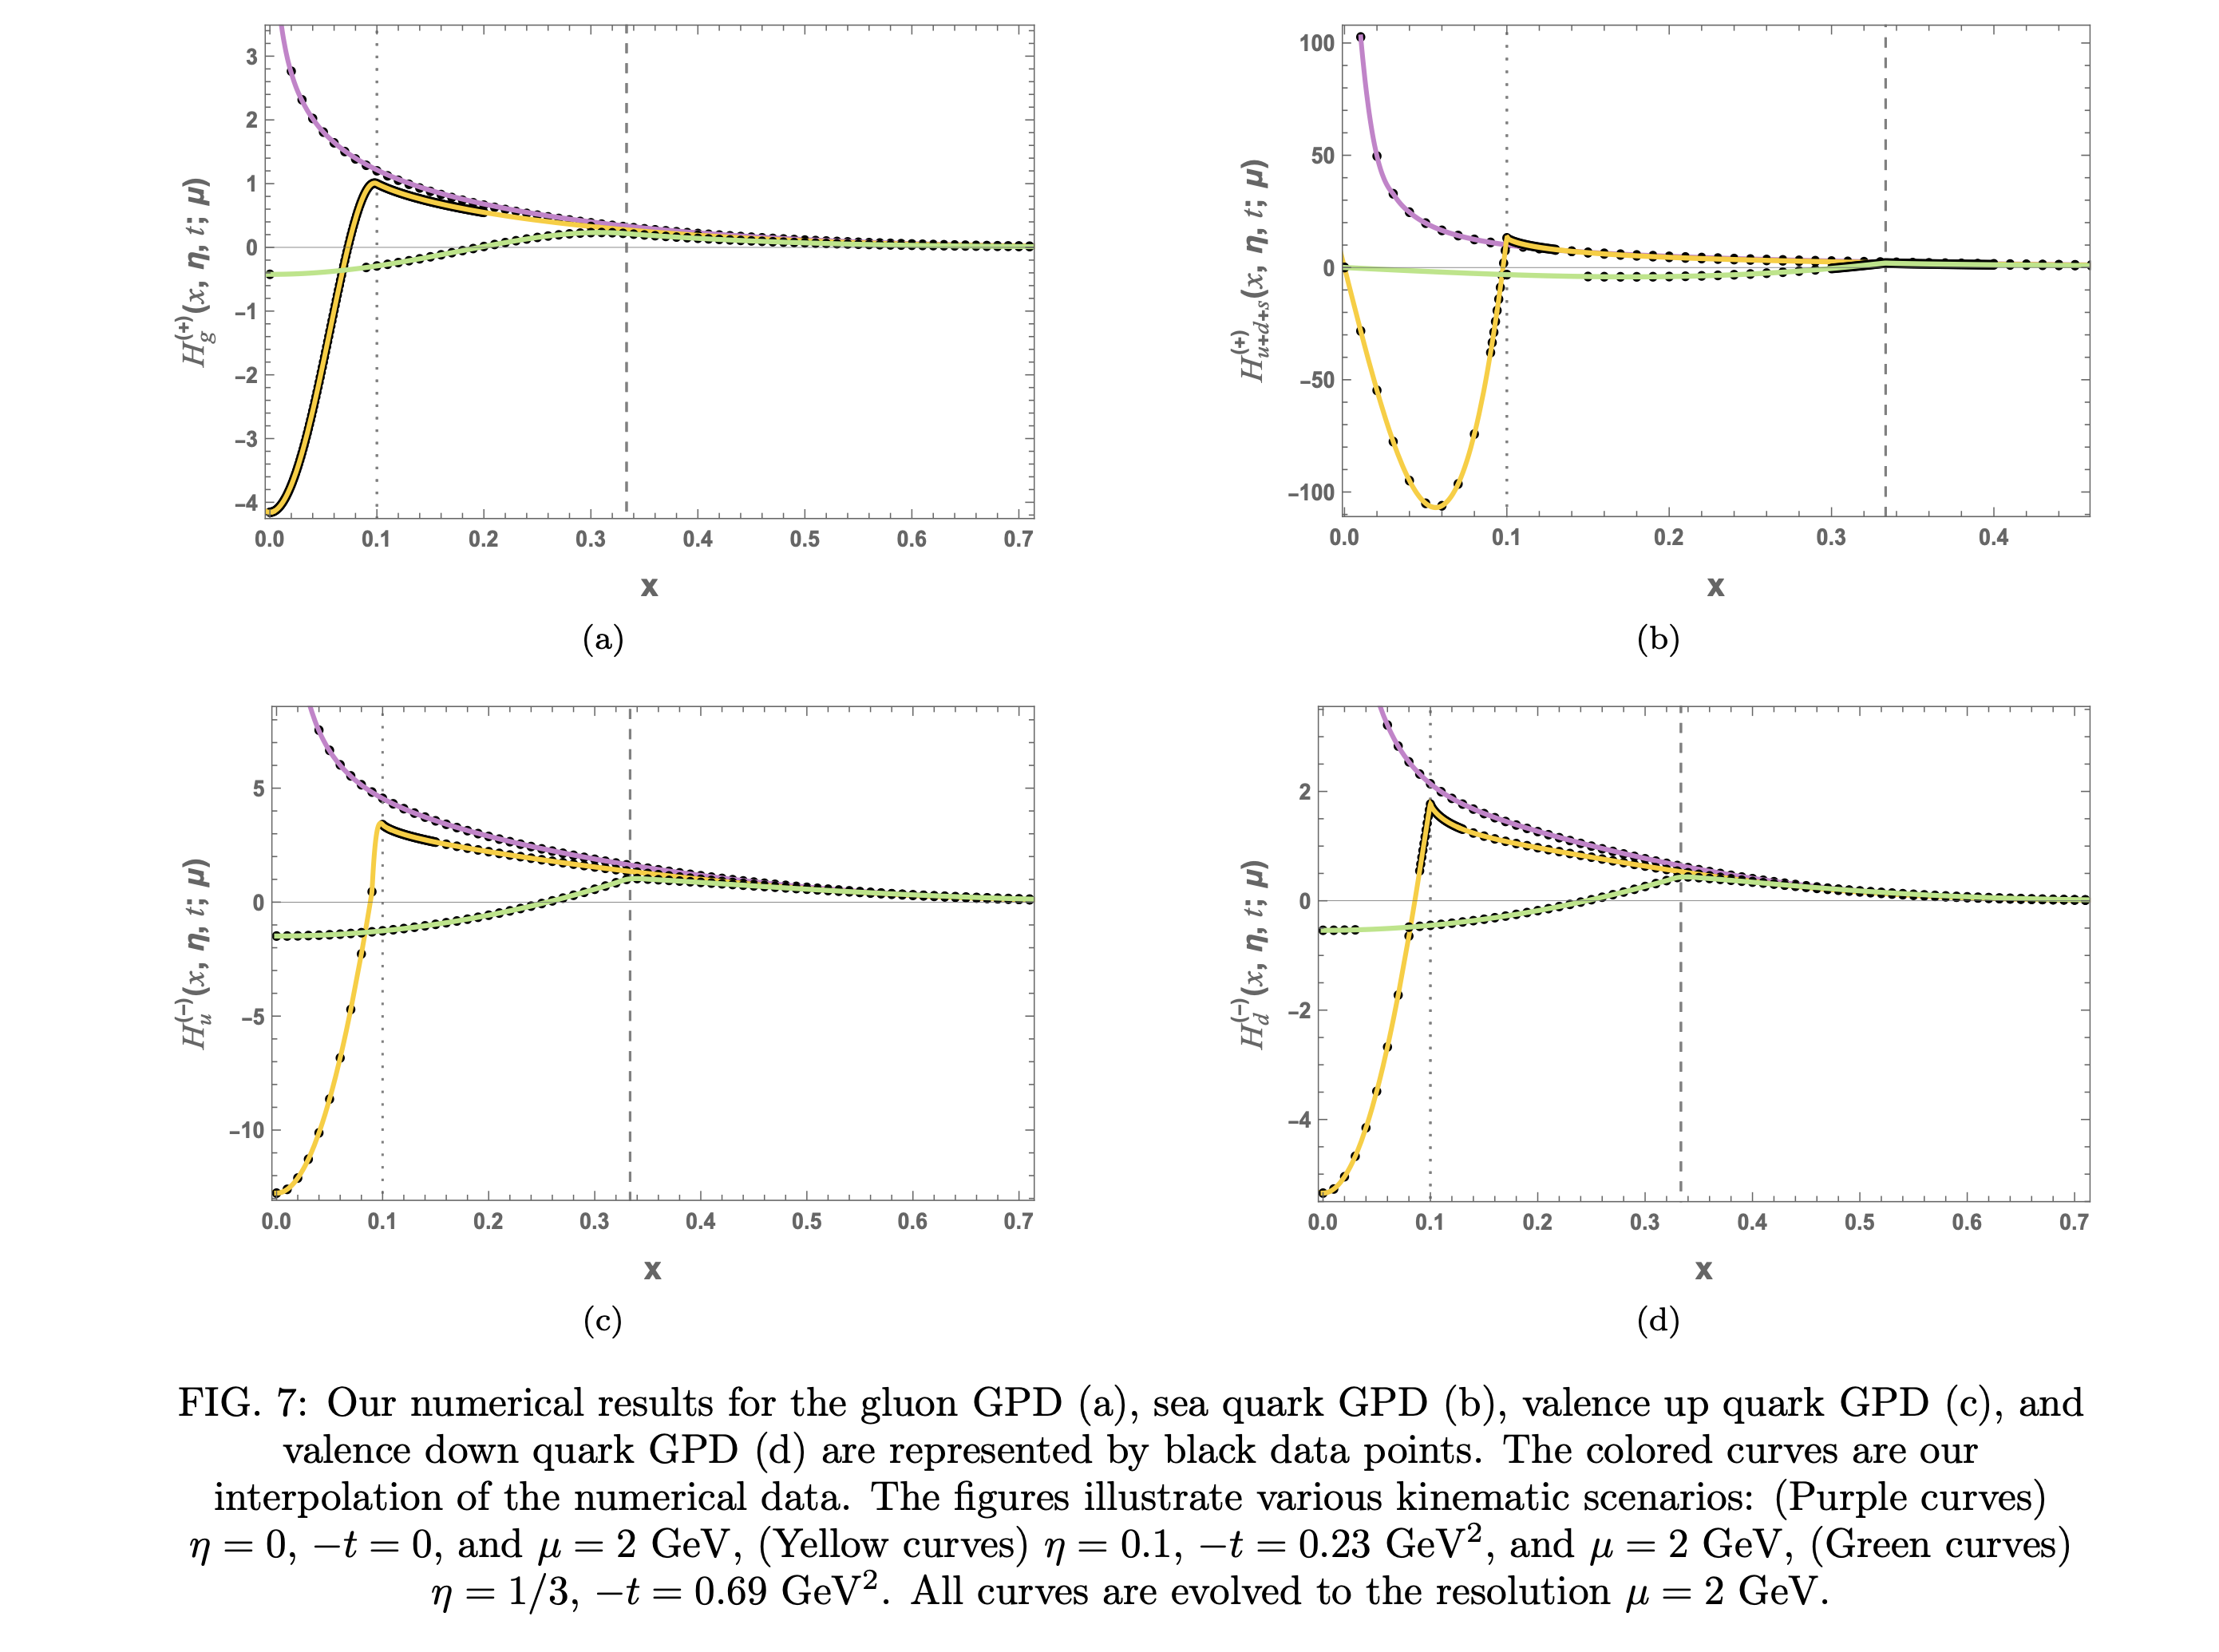 H_g^(+)(x, η, t; μ)
3
2
1
0
−1
−2
−3
−4
0.0 0.1 0.2 0.3 0.4 0.5 0.6 0.7
x
(a)
H_{u+d+s}^(+)(x, η, t; μ)
100
50
0
−50
−100
0.0 0.1 0.2 0.3 0.4
x
(b)
H_u^(−)(x, η, t; μ)
5
0
−5
−10
0.0 0.1 0.2 0.3 0.4 0.5 0.6 0.7
x
(c)
H_d^(−)(x, η, t; μ)
2
0
−2
−4
0.0 0.1 0.2 0.3 0.4 0.5 0.6 0.7
x
(d)
FIG. 7: Our numerical results for the gluon GPD (a), sea quark GPD (b), valence up quark GPD (c), and
valence down quark GPD (d) are represented by black data points. The colored curves are our
interpolation of the numerical data. The figures illustrate various kinematic scenarios: (Purple curves)
η = 0, −t = 0, and μ = 2 GeV, (Yellow curves) η = 0.1, −t = 0.23 GeV², and μ = 2 GeV, (Green curves)
η = 1/3, −t = 0.69 GeV². All curves are evolved to the resolution μ = 2 GeV.